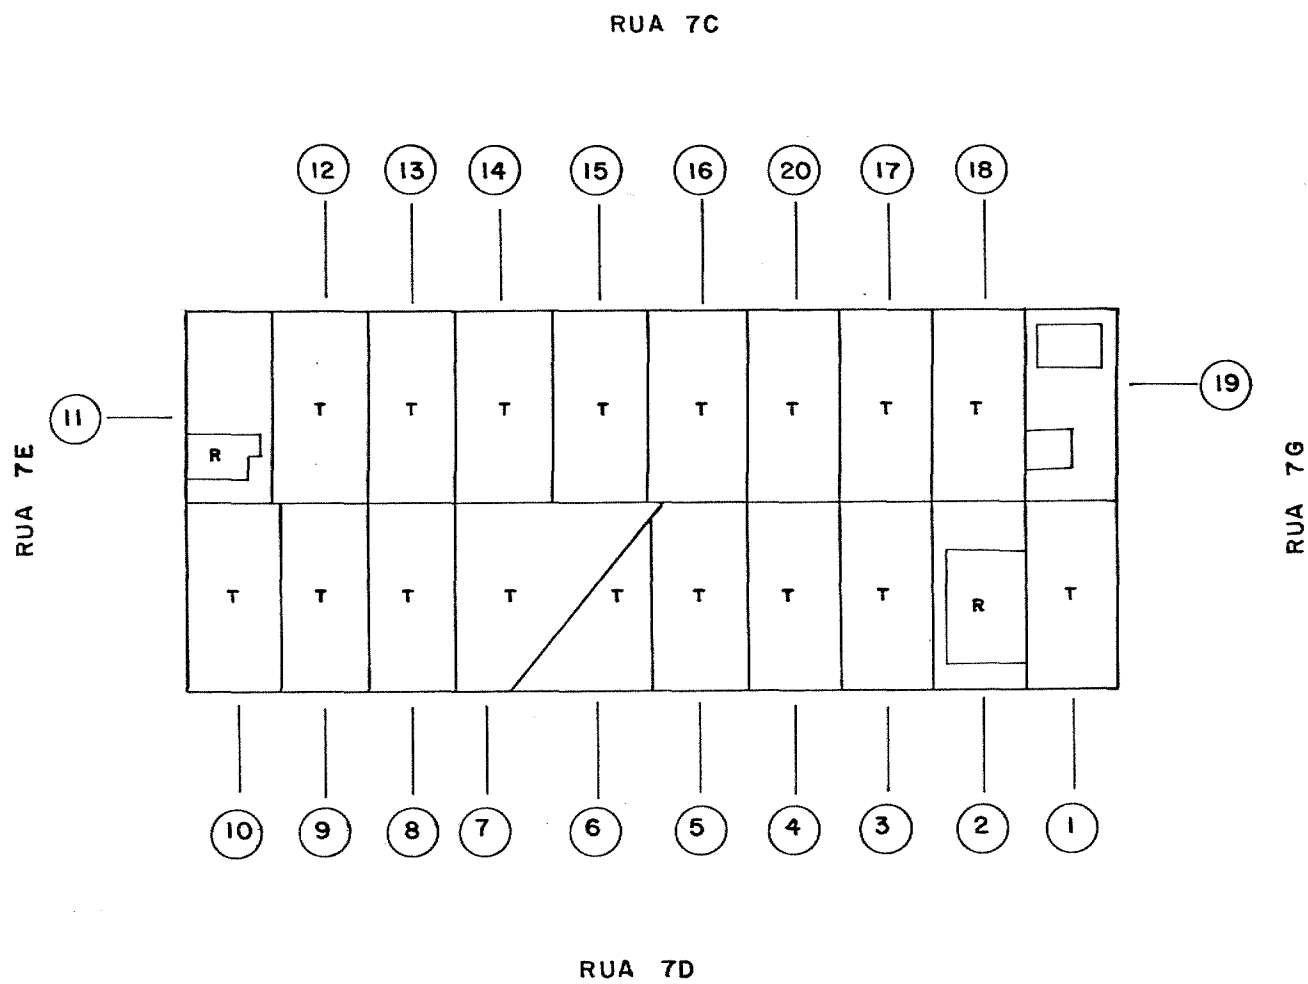 RUA 7C
12 13 14 15 16 20 17 18
19
T T T T T T T T
11
R
RUA 7E
RUA 7G
T T T T T T T T R T
10 9 8 7 6 5 4 3 2 1
RUA 7D